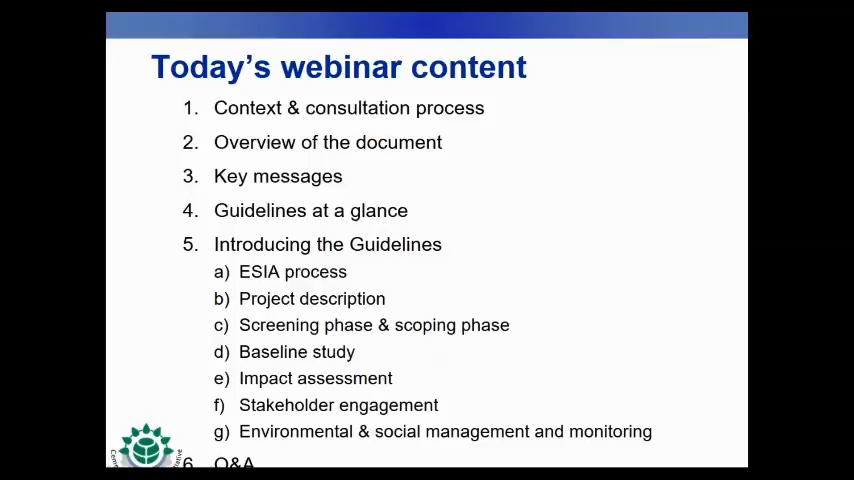 Today's webinar content
1. Context & consultation process
2. Overview of the document
3. Key messages
4. Guidelines at a glance
5. Introducing the Guidelines
a) ESIA process
b) Project description
c) Screening phase & scoping phase
d) Baseline study
e) Impact assessment
f) Stakeholder engagement
g) Environmental & social management and monitoring
6. Q&A